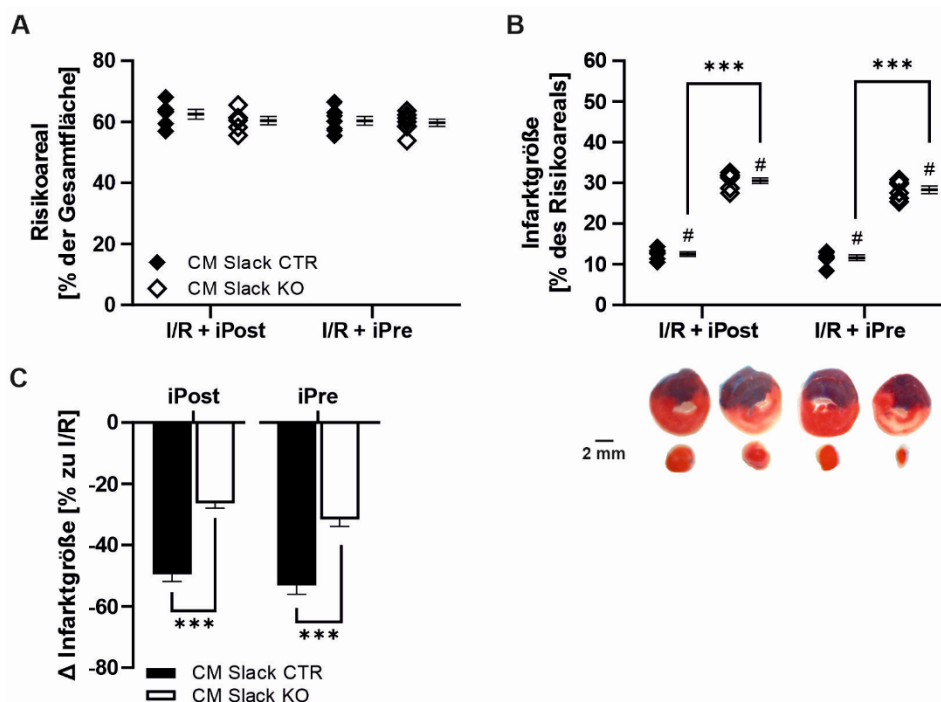 A
Risikoareal
[% der Gesamtfläche]
80
60
40
20
0
CM Slack CTR
CM Slack KO
I/R + iPost
I/R + iPre
B
Infarktgröße
[% des Risikoareals]
60
50
40
30
20
10
0
***
***
#
#
#
#
I/R + iPost
I/R + iPre
2 mm
C
iPost
iPre
Δ Infarktgröße [% zu I/R]
0
-20
-40
-60
-80
***
***
CM Slack CTR
CM Slack KO